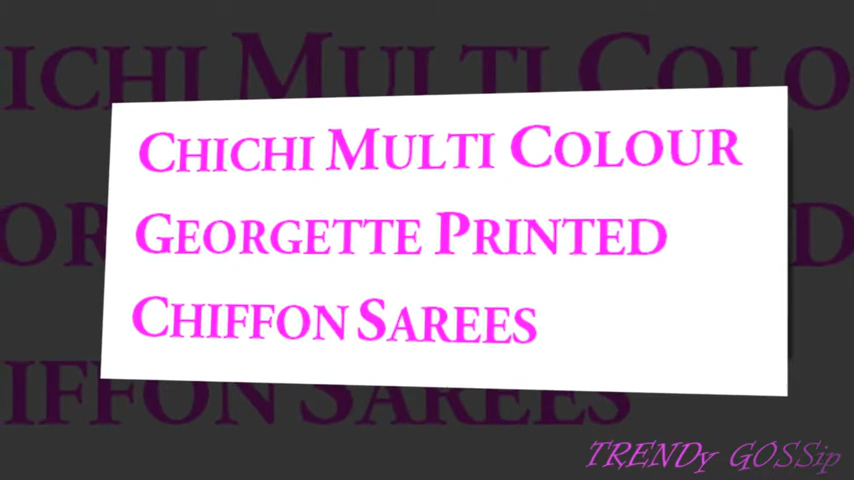 CHICHI MULTI COLOUR
GEORGETTE PRINTED
CHIFFON SAREES
TRENDy GOSSip